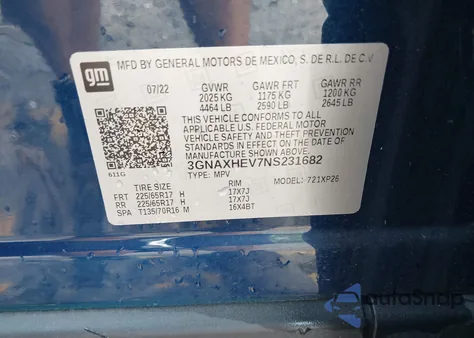 gm
MFD BY GENERAL MOTORS DE MEXICO, S. DE R.L. DE C.V.
07/22 GVWR GAWR FRT GAWR RR
2025 KG 1175 KG 1200 KG
4464 LB 2590 LB 2645 LB
THIS VEHICLE CONFORMS TO ALL
APPLICABLE U.S. FEDERAL MOTOR
VEHICLE SAFETY, BUMPER, AND
THEFT PREVENTION STANDARDS
IN EFFECT ON THE DATE OF
MANUFACTURE SHOWN ABOVE.
3GNAXHEV7NS231682
611G TYPE: MPV MODEL: 721XP26
TIRE SIZE RIM
FRT 225/65R17 H 17X7J
RR 225/65R17 H 17X7J
SPA T135/70R16 M 16X4BT
autoSnap